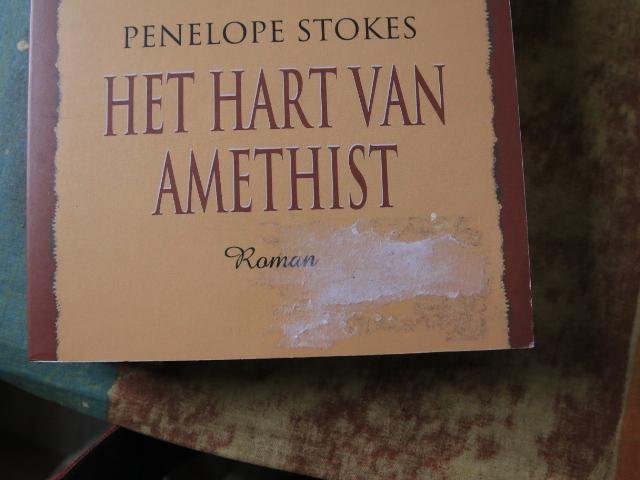 PENELOPE STOKES
HET HART VAN
AMETHIST
Roman